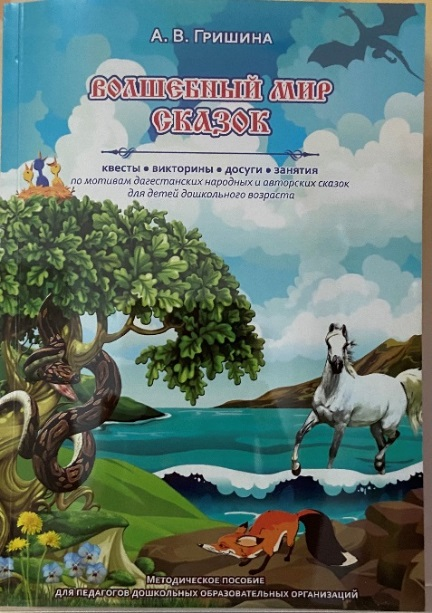 А. В. Гришина
Волшебный мир
сказок
квесты • викторины • досуги • занятия
по мотивам дагестанских народных и авторских сказок
для детей дошкольного возраста
Методическое пособие
для педагогов дошкольных образовательных организаций